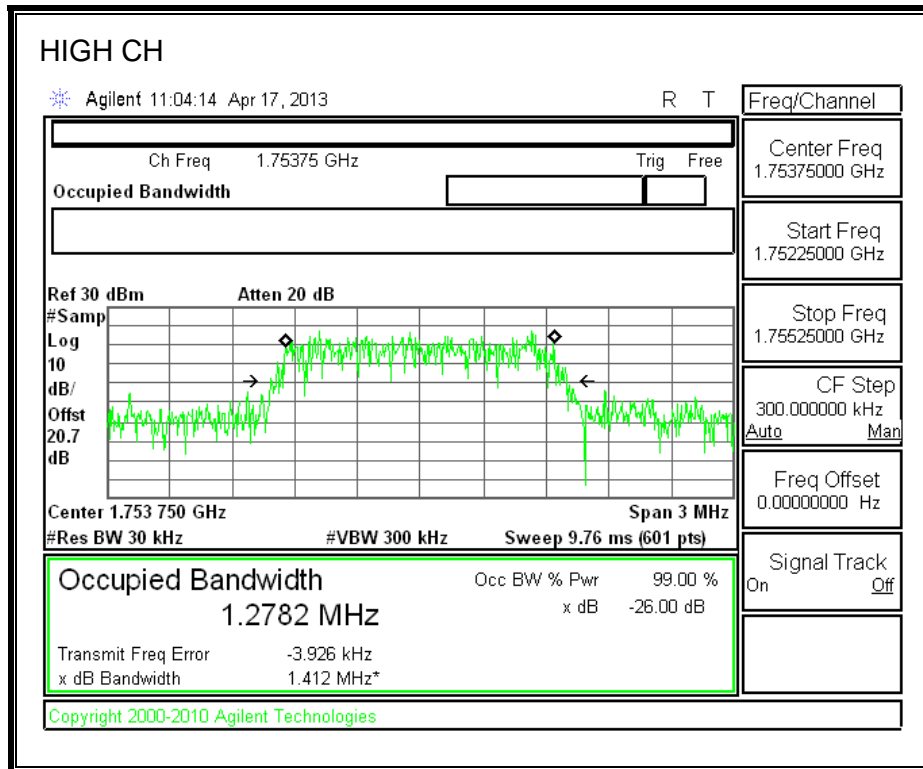 HIGH CH
Agilent 11:04:14 Apr 17, 2013 R T
Freq/Channel
Ch Freq 1.75375 GHz Trig Free
Occupied Bandwidth
Center Freq
1.75375000 GHz
Start Freq
1.75225000 GHz
Stop Freq
1.75525000 GHz
CF Step
300.000000 kHz
Auto Man
Freq Offset
0.00000000 Hz
Signal Track
On Off
Ref 30 dBm Atten 20 dB
#Samp
Log
10
dB/
Offst
20.7
dB
Center 1.753 750 GHz Span 3 MHz
#Res BW 30 kHz #VBW 300 kHz Sweep 9.76 ms (601 pts)
Occupied Bandwidth Occ BW % Pwr 99.00 %
1.2782 MHz x dB -26.00 dB
Transmit Freq Error -3.926 kHz
x dB Bandwidth 1.412 MHz*
Copyright 2000-2010 Agilent Technologies